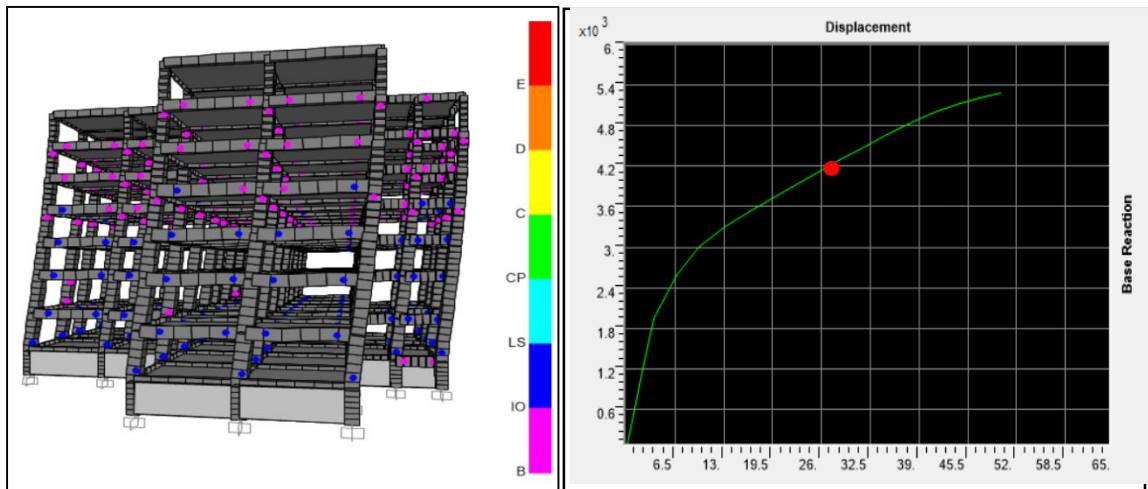 E
D
C
CP
LS
IO
B
Displacement
x10 3
6.
5.4
4.8
4.2
3.6
3.
2.4
1.8
1.2
0.6
6.5 13. 19.5 26. 32.5 39. 45.5 52. 58.5 65.
Base Reaction